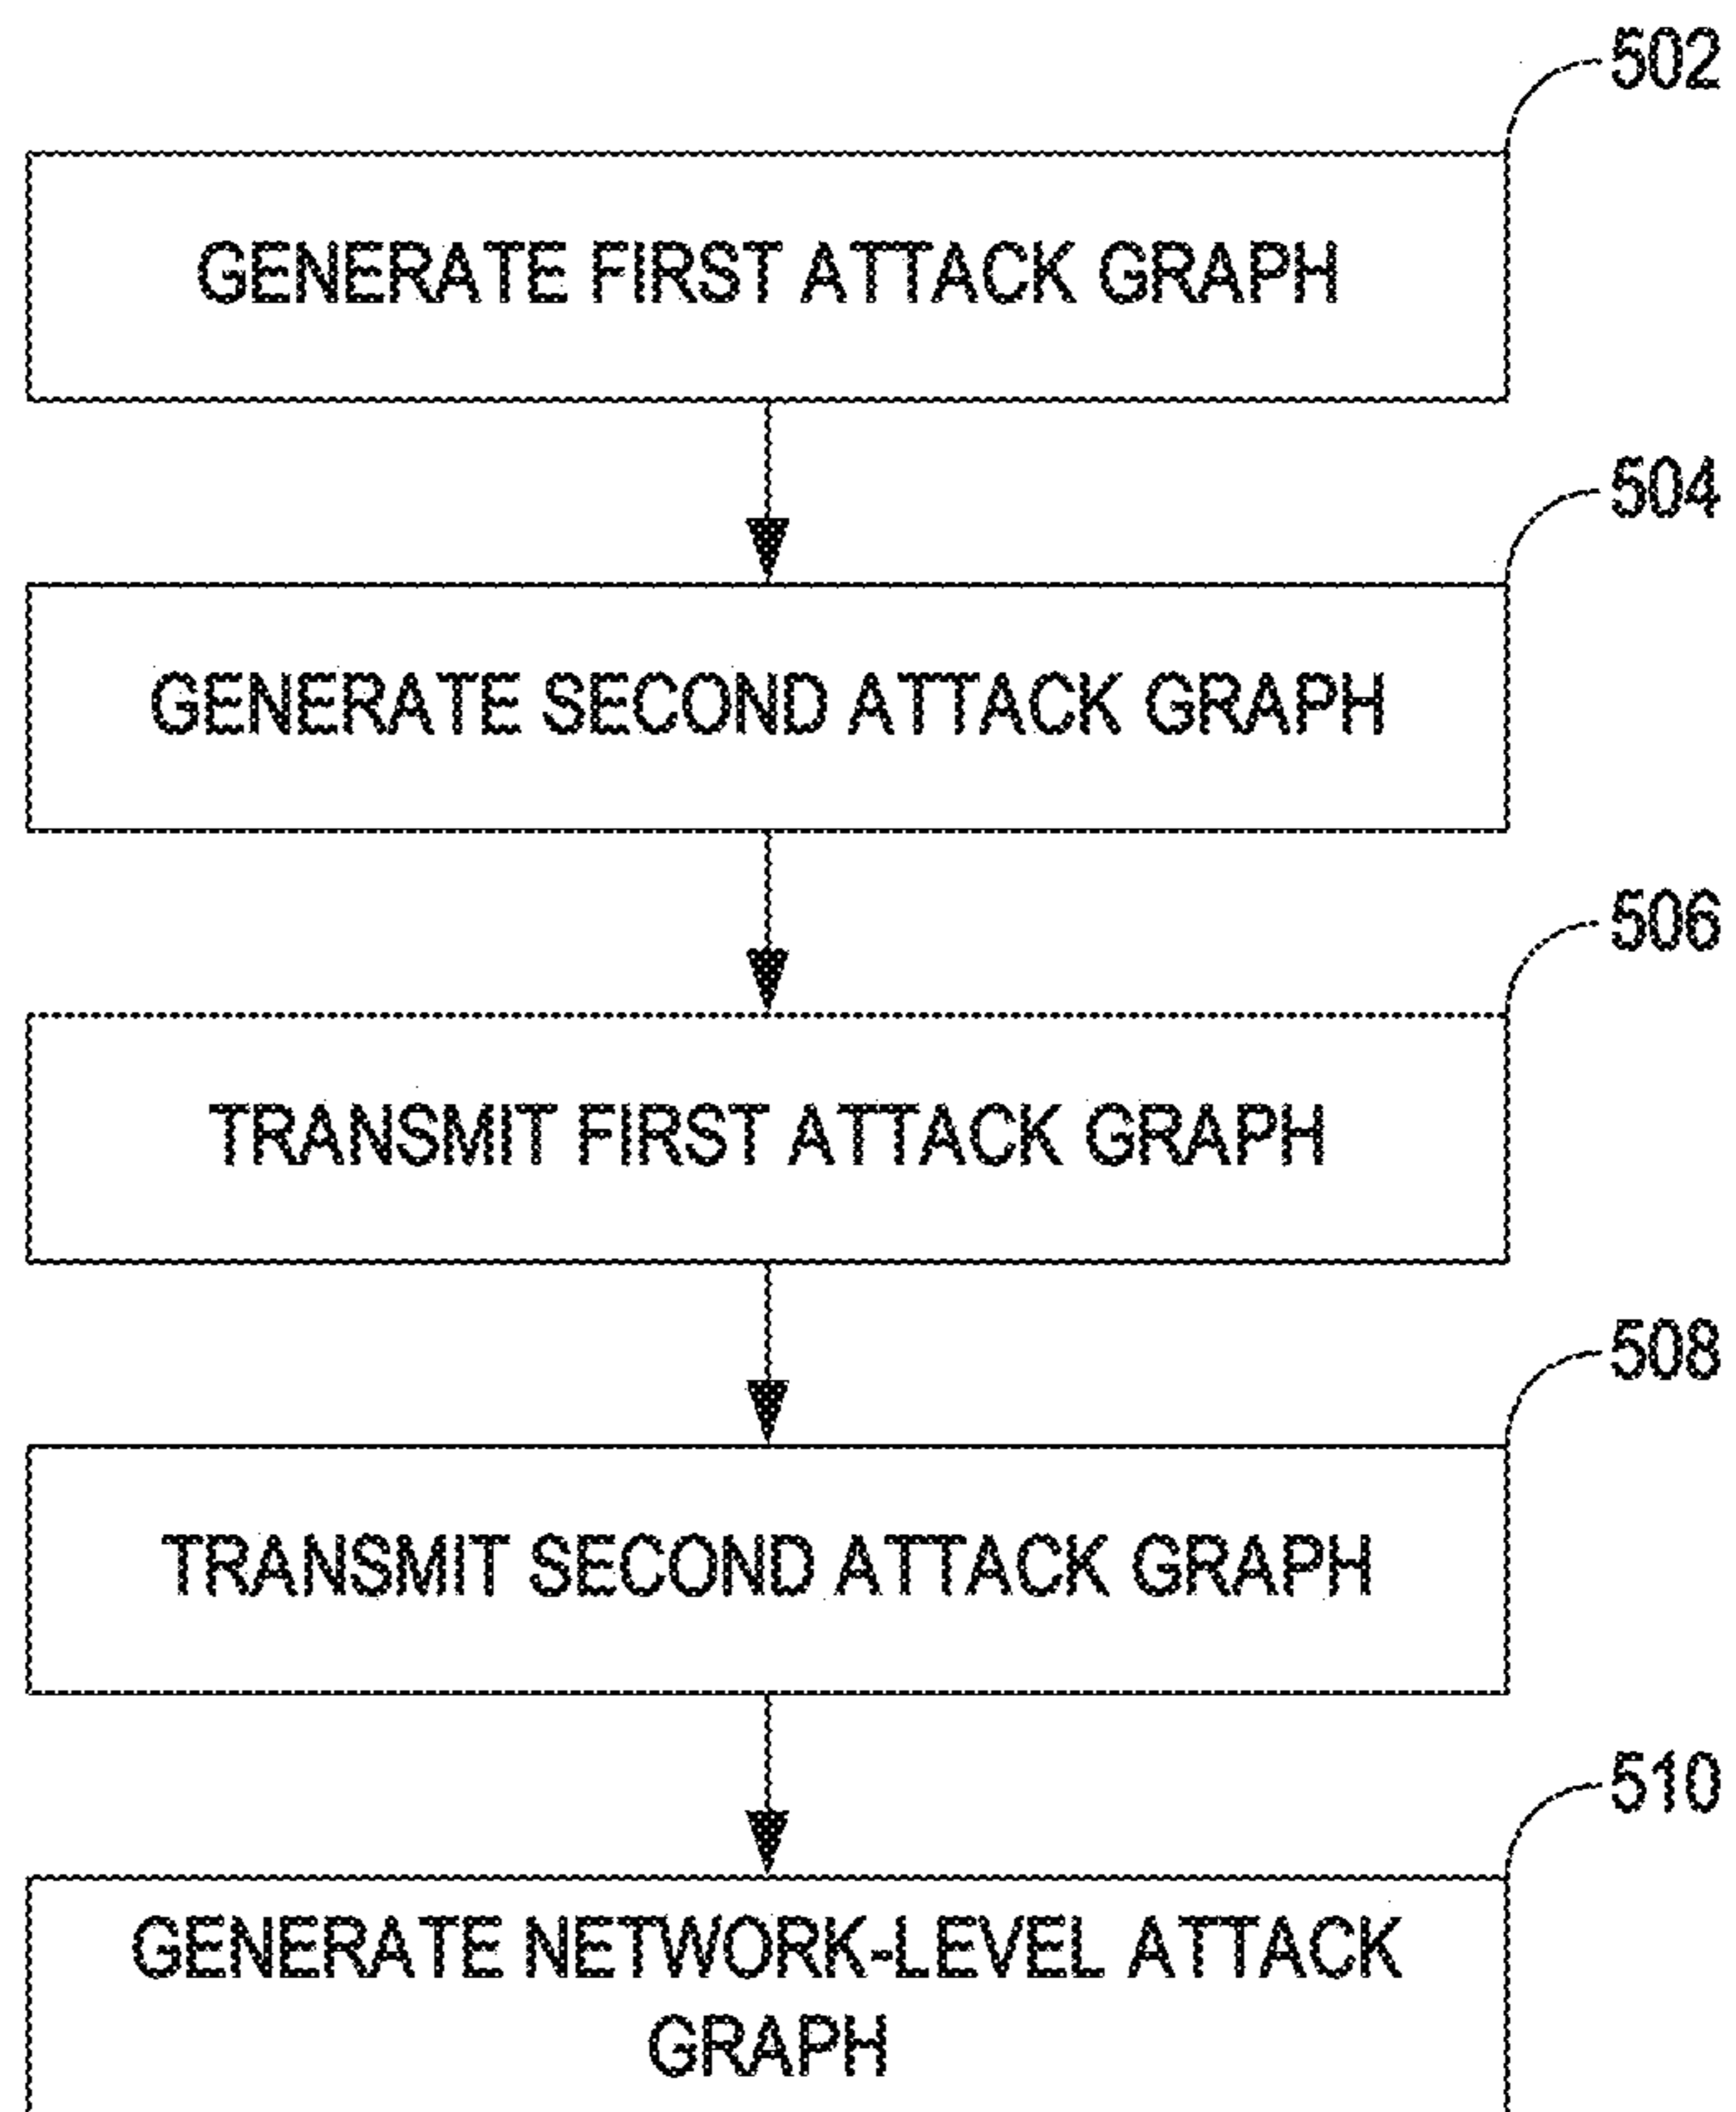 502
GENERATE FIRST ATTACK GRAPH
504
GENERATE SECOND ATTACK GRAPH
506
TRANSMIT FIRST ATTACK GRAPH
508
TRANSMIT SECOND ATTACK GRAPH
510
GENERATE NETWORK-LEVEL ATTACK
GRAPH